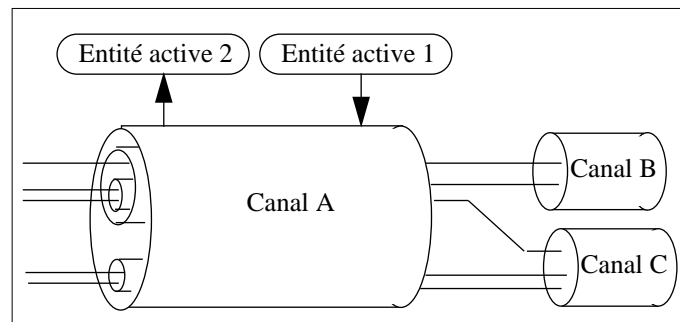 Entité active 2
Entité active 1
Canal A
Canal B
Canal C